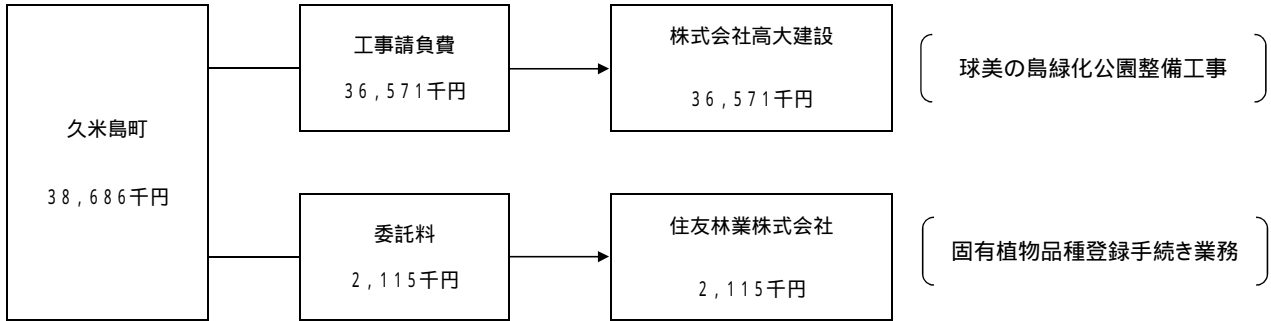 久米島町
38,686千円
工事請負費
36,571千円
株式会社高大建設
36,571千円
球美の島緑化公園整備工事
委託料
2,115千円
住友林業株式会社
2,115千円
固有植物品種登録手続き業務